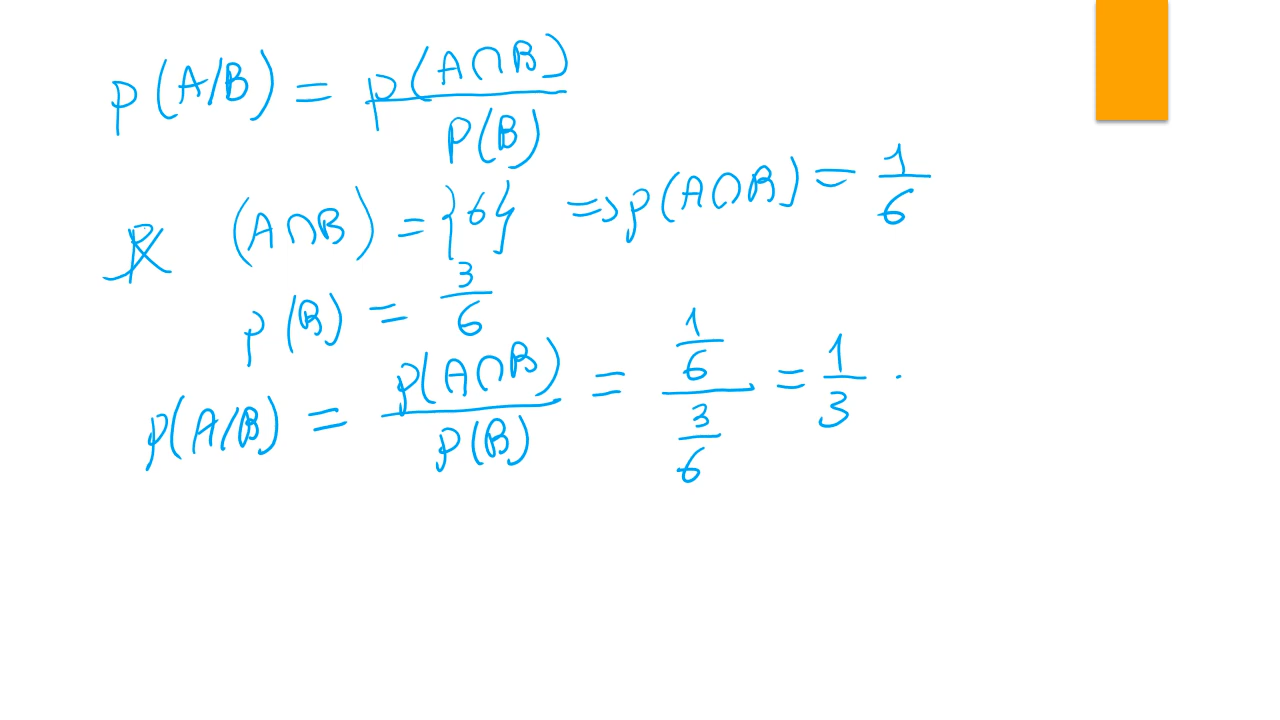 P(A/B) = P(A∩B) / P(B)
(A∩B) = {6} => P(A∩B) = 1/6
P(B) = 3/6
P(A/B) = P(A∩B) / P(B) = (1/6) / (3/6) = 1/3 .